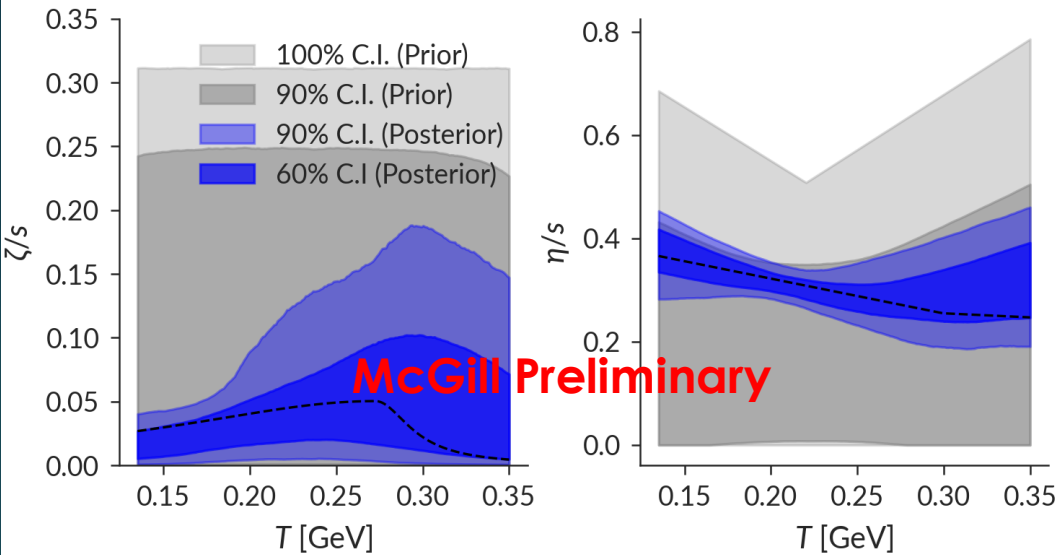 0.35
0.30
0.25
0.20
0.15
0.10
0.05
0.00
ζ/s
100% C.I. (Prior)
90% C.I. (Prior)
90% C.I. (Posterior)
60% C.I (Posterior)
0.15 0.20 0.25 0.30 0.35
T [GeV]
0.8
0.6
0.4
0.2
0.0
η/s
0.15 0.20 0.25 0.30 0.35
T [GeV]
McGill Preliminary